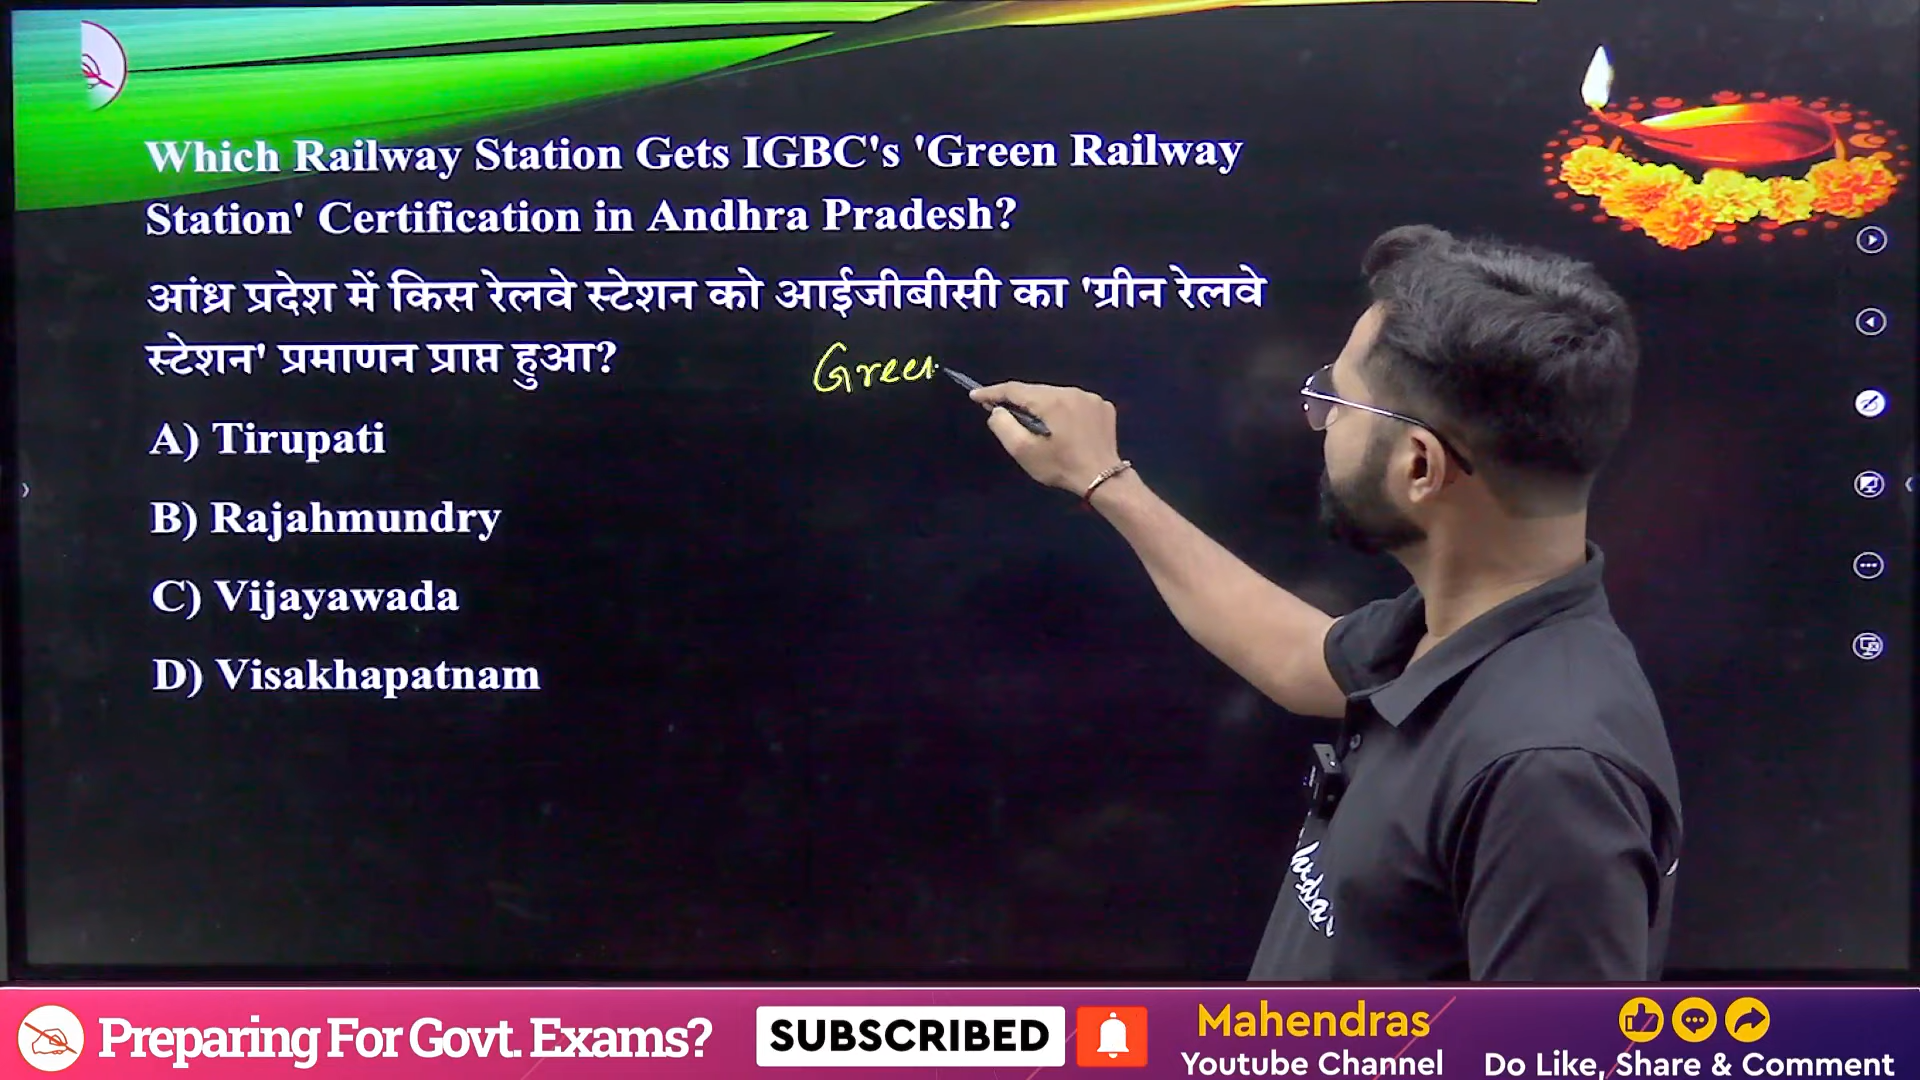 Which Railway Station Gets IGBC's 'Green Railway
Station' Certification in Andhra Pradesh?
आंध्र प्रदेश में किस रेलवे स्टेशन को आईजीबीसी का 'ग्रीन रेलवे
स्टेशन' प्रमाणन प्राप्त हुआ?
Green
A) Tirupati
B) Rajahmundry
C) Vijayawada
D) Visakhapatnam
Preparing For Govt. Exams?
SUBSCRIBED
Mahendras
Youtube Channel
Do Like, Share & Comment